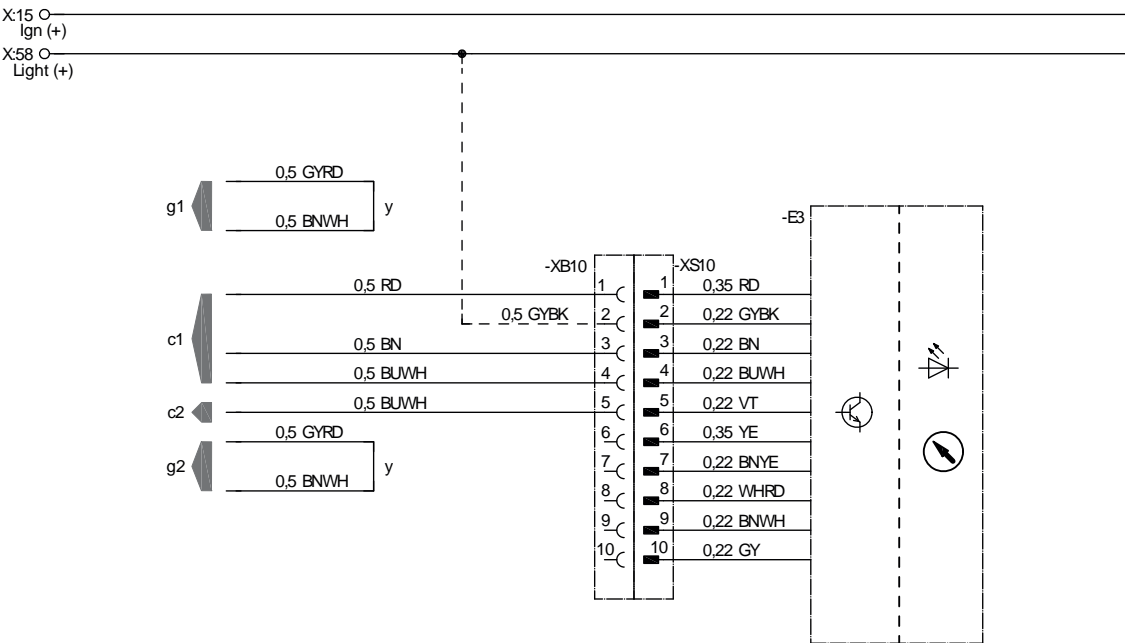 X:15
Ign (+)
X:58
Light (+)
0,5 GYRD
g1
y
0,5 BNWH
-E3
-XB10
-XS10
0,5 RD
1
1
0,35 RD
0,5 GYBK
2
2
0,22 GYBK
c1
0,5 BN
3
3
0,22 BN
0,5 BUWH
4
4
0,22 BUWH
c2
0,5 BUWH
5
5
0,22 VT
0,5 GYRD
6
6
0,35 YE
g2
y
7
7
0,22 BNYE
0,5 BNWH
8
8
0,22 WHRD
9
9
0,22 BNWH
10
10
0,22 GY